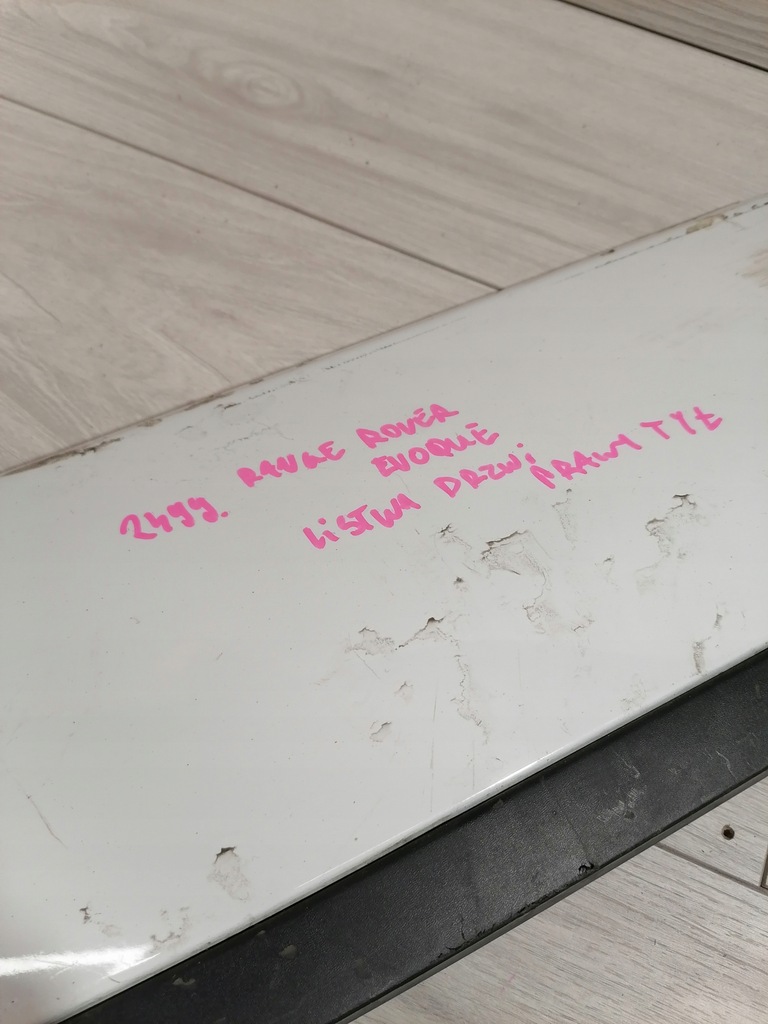 2499. RANGE ROVER
EVOQUE
LiSTWA DRZWi PRAWY TYŁ